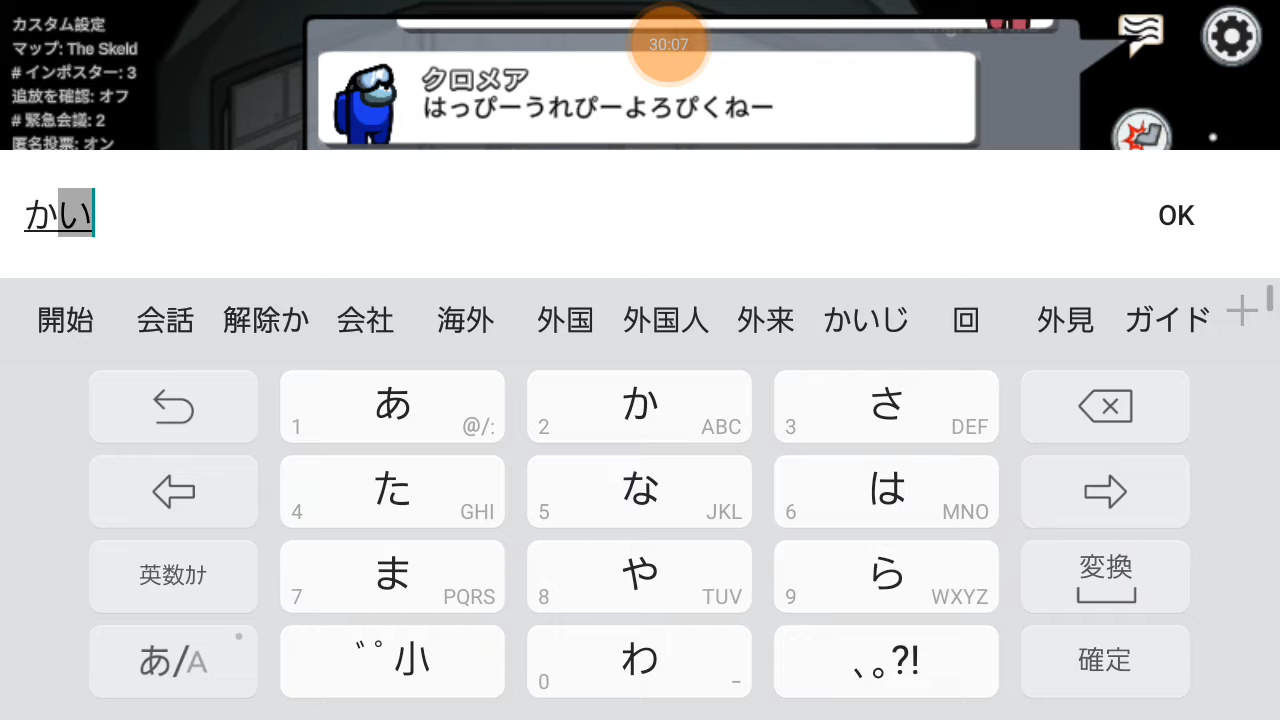 カスタム設定
マップ: The Skeld
# インポスター: 3
追放を確認: オフ
# 緊急会議: 2
匿名投票: オン
30:07
クロメア
はっぴーうれぴーよろぴくねー
かい
OK
開始 会話 解除か 会社 海外 外国 外国人 外来 かいじ 回 外見 ガイド
あ 1 @/:
か 2 ABC
さ 3 DEF
た 4 GHI
な 5 JKL
は 6 MNO
英数カナ
ま 7 PQRS
や 8 TUV
ら 9 WXYZ
変換
あ/A
゛゜小
わ 0 -
､｡?!
確定